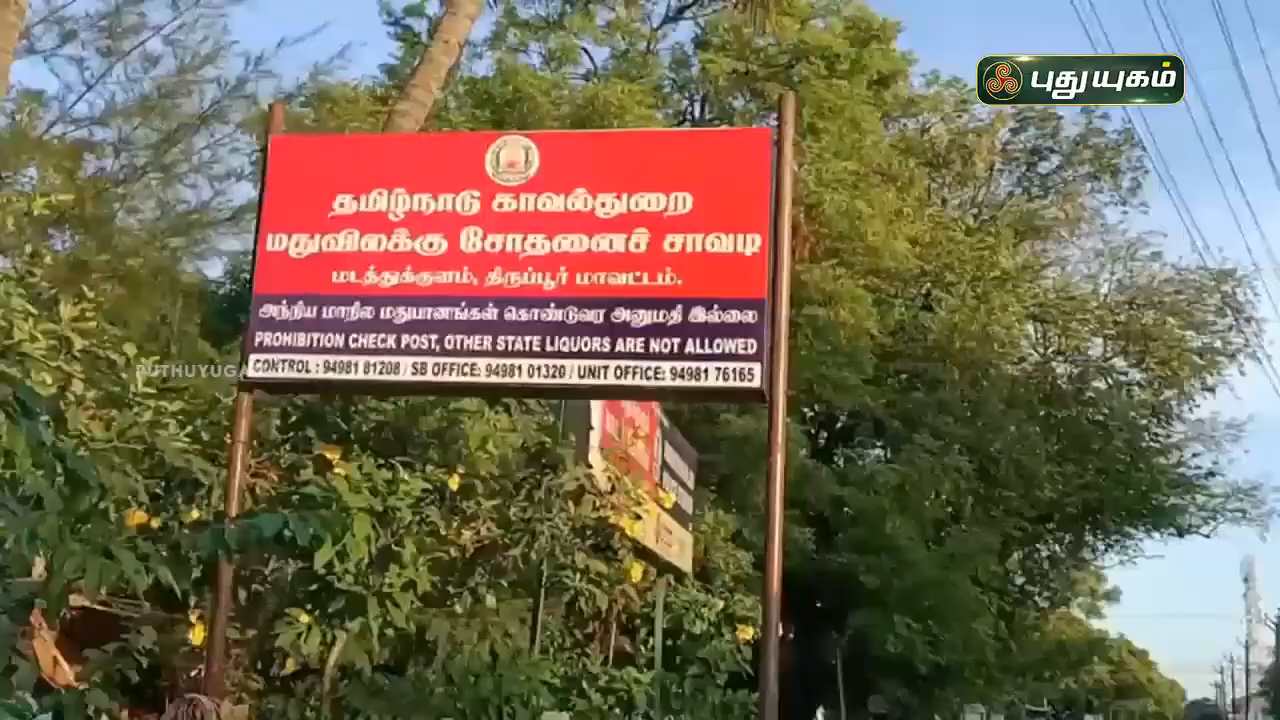 புதுயுகம்
தமிழ்நாடு காவல்துறை
மதுவிலக்கு சோதனைச் சாவடி
மடத்துக்குளம், திருப்பூர் மாவட்டம்.
அந்நிய மாநில மதுபானங்கள் கொண்டுவர அனுமதி இல்லை
PROHIBITION CHECK POST, OTHER STATE LIQUORS ARE NOT ALLOWED
CONTROL : 94981 81208 / SB OFFICE: 94981 01320 / UNIT OFFICE: 94981 76165